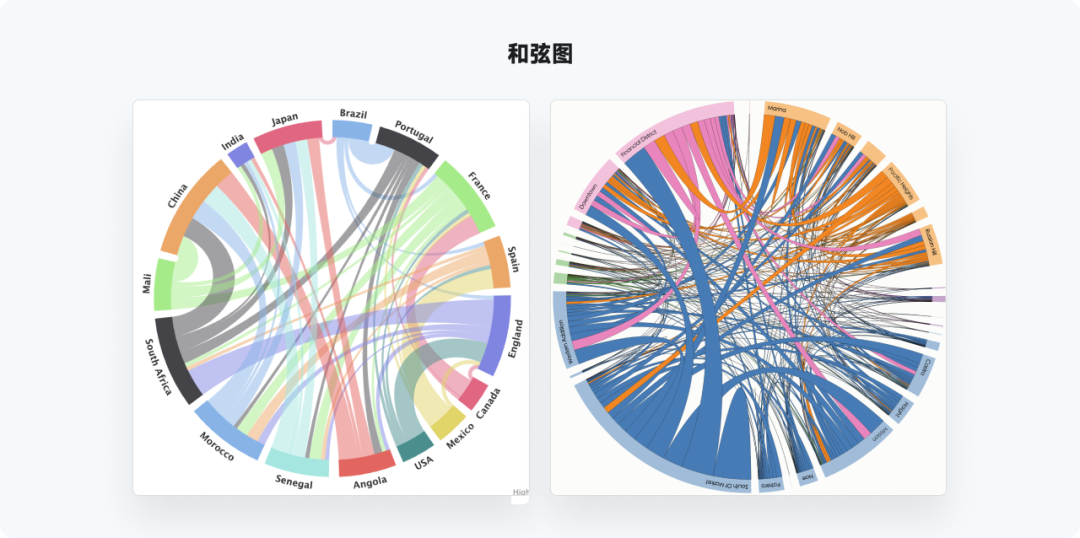 和弦图
Brazil
Portugal
France
Spain
England
Canada
Mexico
USA
Angola
Senegal
Morocco
South Africa
Mali
China
India
Japan
Marina
Nob Hill
Pacific Heights
Russian Hill
Castro
Haight
Mission
Noe
Potrero
South Of Market
Western Addition
Downtown
Financial District